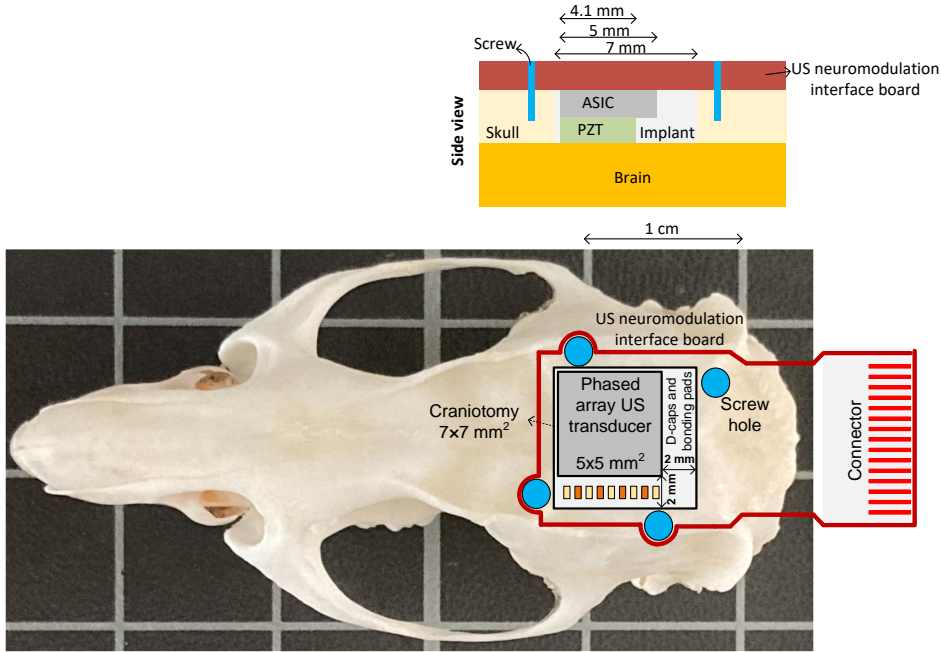 4.1 mm
5 mm
7 mm
Screw
US neuromodulation
interface board
Side view
ASIC
Skull
PZT
Implant
Brain
1 cm
US neuromodulation
interface board
Craniotomy
7×7 mm²
Phased
array US
transducer
5x5 mm²
D-caps and
bonding pads
2 mm
2 mm
Screw
hole
Connector